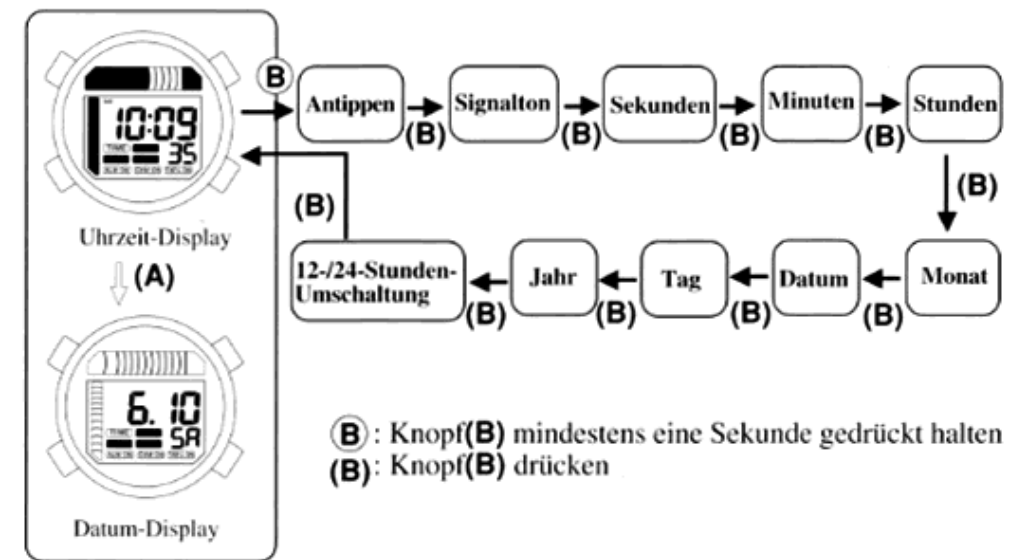 B
Antippen
Signalton
Sekunden
Minuten
Stunden
(B)
(B)
(B)
(B)
10:09
TIME
35
Uhrzeit-Display
(A)
(B)
(B)
12-/24-Stunden-
Umschaltung
Jahr
Tag
Datum
Monat
(B)
(B)
(B)
(B)
6. 10
TIME
SA
Datum-Display
B : Knopf(B) mindestens eine Sekunde gedrückt halten
(B): Knopf(B) drücken